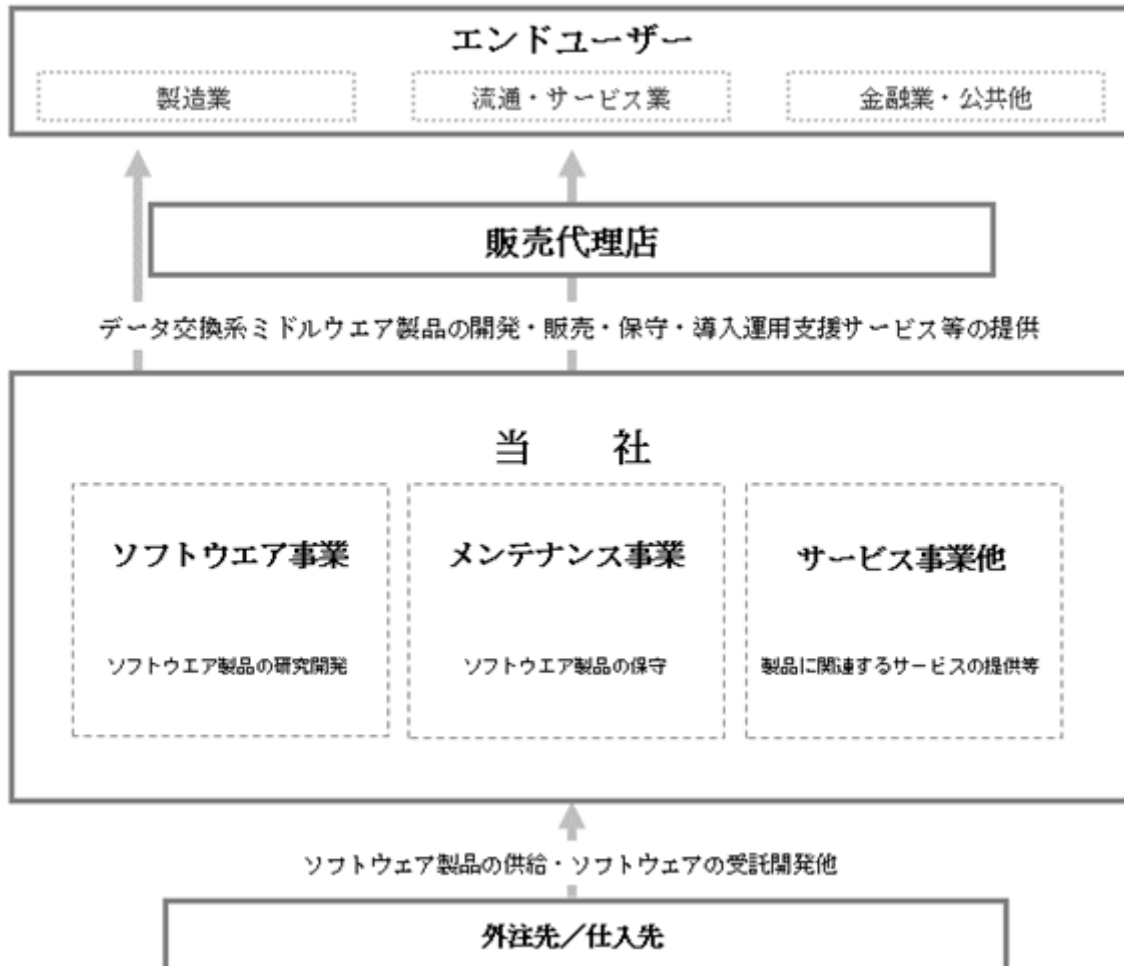 エンドユーザー
製造業
流通・サービス業
金融業・公共他
販売代理店
データ交換系ミドルウエア製品の開発・販売・保守・導入運用支援サービス等の提供
当　社
ソフトウエア事業
メンテナンス事業
サービス事業他
ソフトウエア製品の研究開発
ソフトウエア製品の保守
製品に関連するサービスの提供等
ソフトウェア製品の供給・ソフトウェアの受託開発他
外注先／仕入先